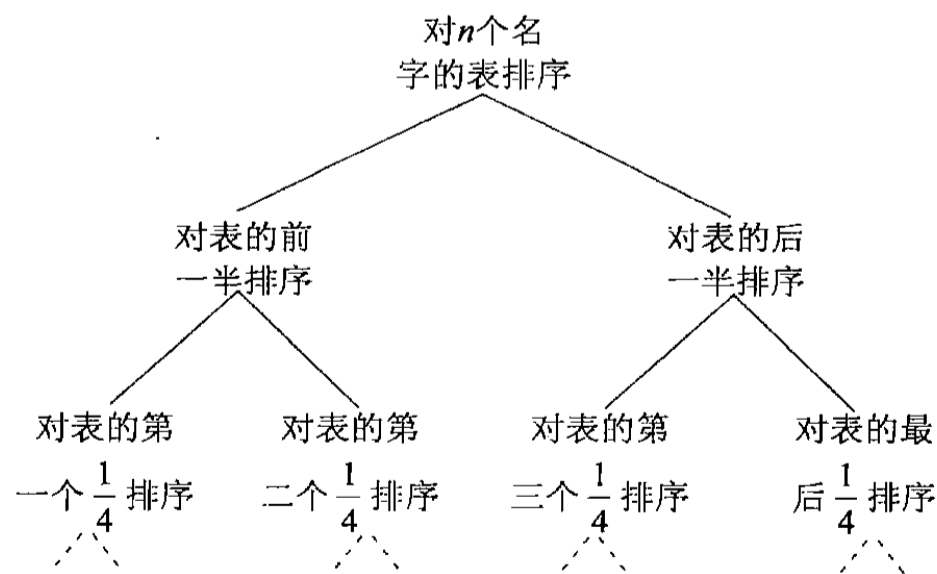 对n个名
字的表排序
对表的前
一半排序
对表的后
一半排序
对表的第
一个 1/4 排序
对表的第
二个 1/4 排序
对表的第
三个 1/4 排序
对表的最
后 1/4 排序